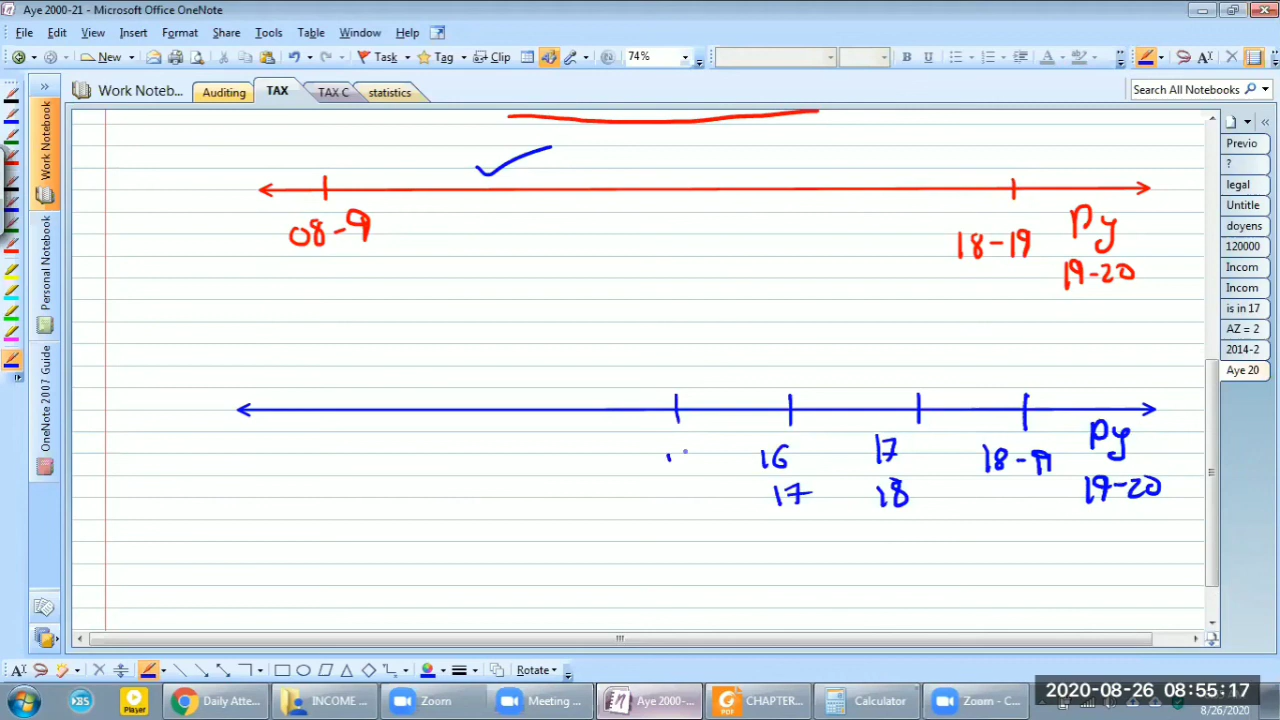 Aye 2000-21 - Microsoft Office OneNote
File Edit View Insert Format Share Tools Table Window Help
New Task Tag Clip 74% B U
Work Noteb... Auditing TAX TAX C statistics Search All Notebooks
Work Notebook
Personal Notebook
OneNote 2007 Guide
Previo
?
legal
Untitle
doyens
120000
Incom
Incom
is in 17
AZ = 2
2014-2
Aye 20
08-9 18-19 Py
19-20
16 17 18-19 Py
17 18 19-20
Rotate
Player Daily Atte... INCOME ... Zoom Meeting ... Aye 2000-... CHAPTER... Calculator Zoom - C...
2020-08-26 08:55:17
8/26/2020